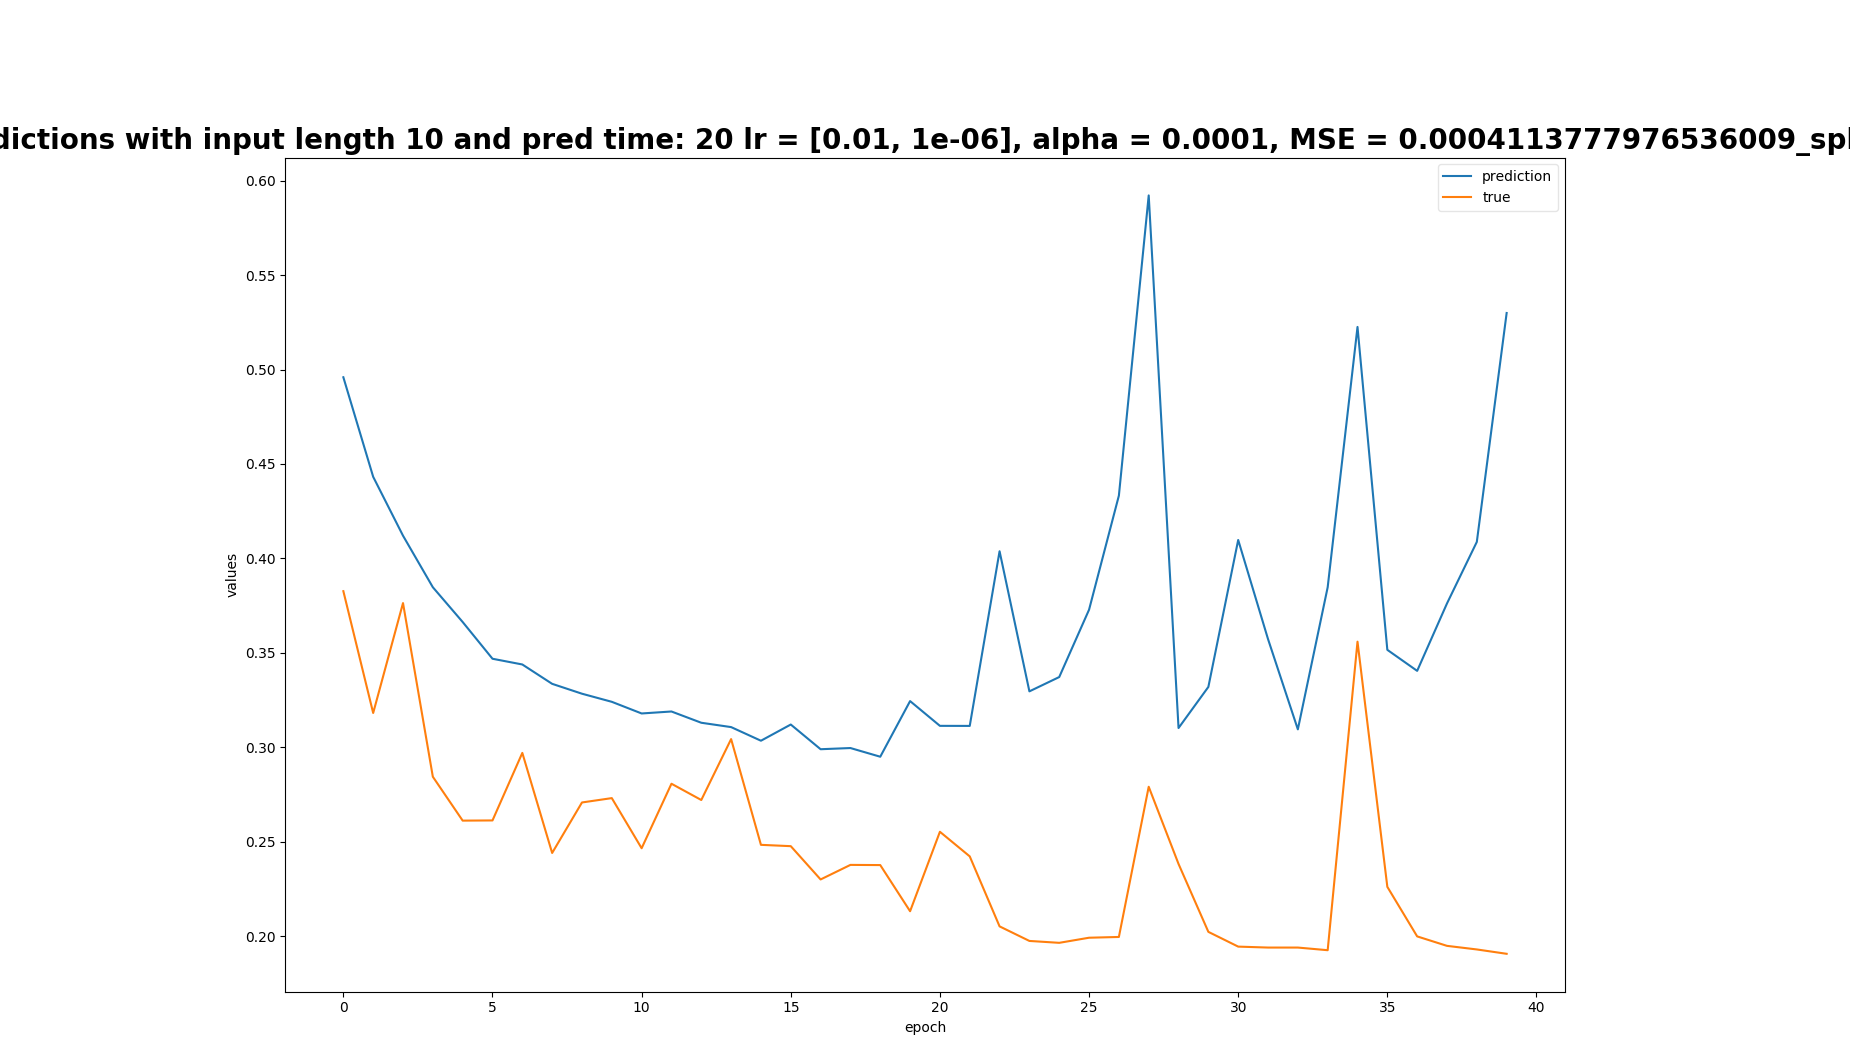 dictions with input length 10 and pred time: 20 lr = [0.01, 1e-06], alpha = 0.0001, MSE = 0.0004113777976536009_spl
prediction
true
0.60
0.55
0.50
0.45
0.40
0.35
0.30
0.25
0.20
values
0 5 10 15 20 25 30 35 40
epoch